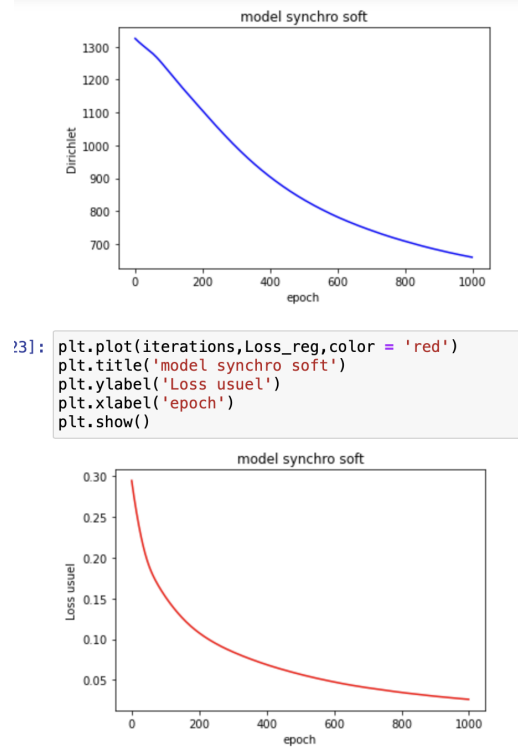 model synchro soft
1300
1200
1100
1000
900
800
700
Dirichlet
0 200 400 600 800 1000
epoch
23]:
plt.plot(iterations,Loss_reg,color = 'red')
plt.title('model synchro soft')
plt.ylabel('Loss usuel')
plt.xlabel('epoch')
plt.show()
model synchro soft
0.30
0.25
0.20
0.15
0.10
0.05
Loss usuel
0 200 400 600 800 1000
epoch